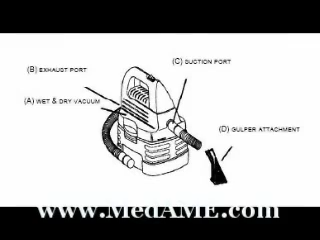 (B) EXHAUST PORT
(C) SUCTION PORT
(A) WET & DRY VACUUM
(D) GULPER ATTACHMENT
www.MedAME.com